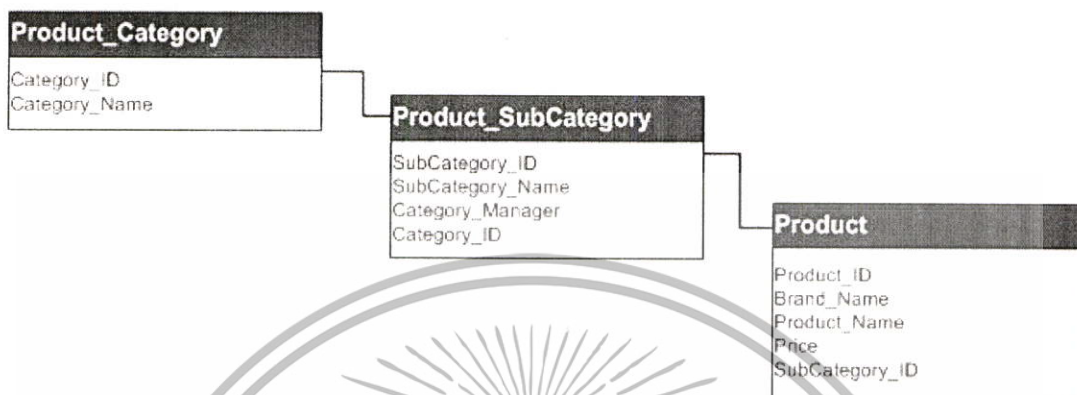 Product_Category
Category_ID
Category_Name
Product_SubCategory
SubCategory_ID
SubCategory_Name
Category_Manager
Category_ID
Product
Product_ID
Brand_Name
Product_Name
Price
SubCategory_ID